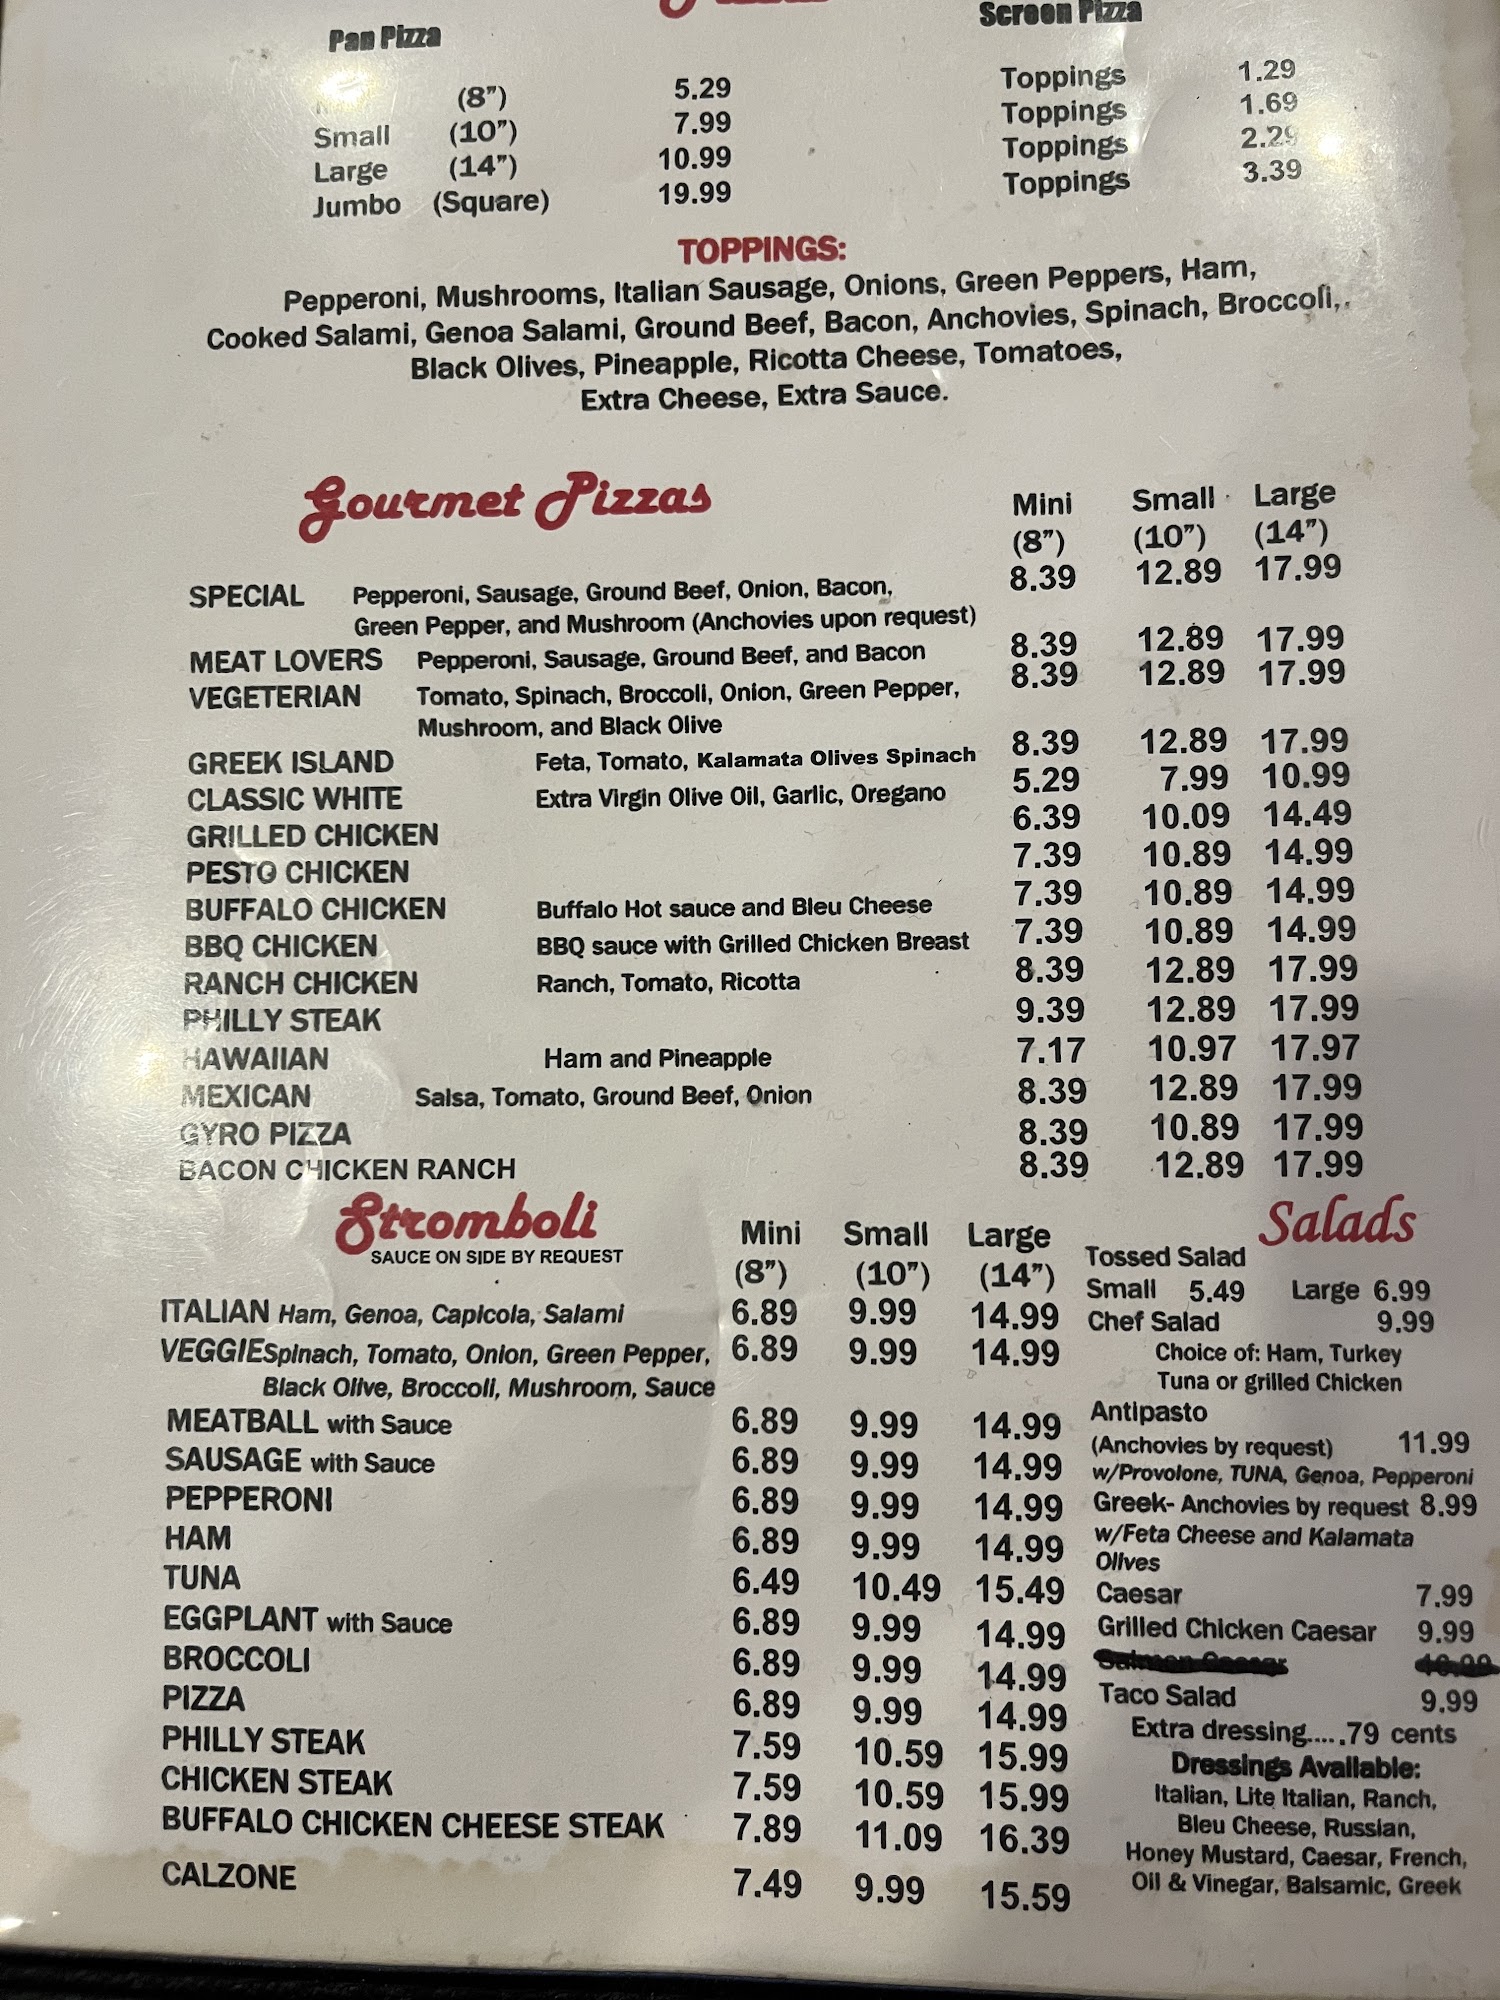 Pan Pizza
Screen Pizza
(8") 5.29 Toppings 1.29
Small (10") 7.99 Toppings 1.69
Large (14") 10.99 Toppings 2.29
Jumbo (Square) 19.99 Toppings 3.39
TOPPINGS:
Pepperoni, Mushrooms, Italian Sausage, Onions, Green Peppers, Ham,
Cooked Salami, Genoa Salami, Ground Beef, Bacon, Anchovies, Spinach, Broccoli,.
Black Olives, Pineapple, Ricotta Cheese, Tomatoes,
Extra Cheese, Extra Sauce.
Gourmet Pizzas Mini Small Large
(8") (10") (14")
SPECIAL Pepperoni, Sausage, Ground Beef, Onion, Bacon, 8.39 12.89 17.99
Green Pepper, and Mushroom (Anchovies upon request)
MEAT LOVERS Pepperoni, Sausage, Ground Beef, and Bacon 8.39 12.89 17.99
VEGETERIAN Tomato, Spinach, Broccoli, Onion, Green Pepper, 8.39 12.89 17.99
Mushroom, and Black Olive
GREEK ISLAND Feta, Tomato, Kalamata Olives Spinach 8.39 12.89 17.99
CLASSIC WHITE Extra Virgin Olive Oil, Garlic, Oregano 5.29 7.99 10.99
GRILLED CHICKEN 6.39 10.09 14.49
PESTO CHICKEN 7.39 10.89 14.99
BUFFALO CHICKEN Buffalo Hot sauce and Bleu Cheese 7.39 10.89 14.99
BBQ CHICKEN BBQ sauce with Grilled Chicken Breast 7.39 10.89 14.99
RANCH CHICKEN Ranch, Tomato, Ricotta 8.39 12.89 17.99
PHILLY STEAK 9.39 12.89 17.99
HAWAIIAN Ham and Pineapple 7.17 10.97 17.97
MEXICAN Salsa, Tomato, Ground Beef, Onion 8.39 12.89 17.99
GYRO PIZZA 8.39 10.89 17.99
BACON CHICKEN RANCH 8.39 12.89 17.99
Stromboli Mini Small Large
SAUCE ON SIDE BY REQUEST
(8") (10") (14")
ITALIAN Ham, Genoa, Capicola, Salami 6.89 9.99 14.99
VEGGIE Spinach, Tomato, Onion, Green Pepper, 6.89 9.99 14.99
Black Olive, Broccoli, Mushroom, Sauce
MEATBALL with Sauce 6.89 9.99 14.99
SAUSAGE with Sauce 6.89 9.99 14.99
PEPPERONI 6.89 9.99 14.99
HAM 6.89 9.99 14.99
TUNA 6.49 10.49 15.49
EGGPLANT with Sauce 6.89 9.99 14.99
BROCCOLI 6.89 9.99 14.99
PIZZA 6.89 9.99 14.99
PHILLY STEAK 7.59 10.59 15.99
CHICKEN STEAK 7.59 10.59 15.99
BUFFALO CHICKEN CHEESE STEAK 7.89 11.09 16.39
CALZONE 7.49 9.99 15.59
Salads
Tossed Salad
Small 5.49 Large 6.99
Chef Salad 9.99
Choice of: Ham, Turkey
Tuna or grilled Chicken
Antipasto
(Anchovies by request) 11.99
w/Provolone, TUNA, Genoa, Pepperoni
Greek- Anchovies by request 8.99
w/Feta Cheese and Kalamata
Olives
Caesar 7.99
Grilled Chicken Caesar 9.99
Taco Salad 9.99
Extra dressing.....79 cents
Dressings Available:
Italian, Lite Italian, Ranch,
Bleu Cheese, Russian,
Honey Mustard, Caesar, French,
Oil & Vinegar, Balsamic, Greek